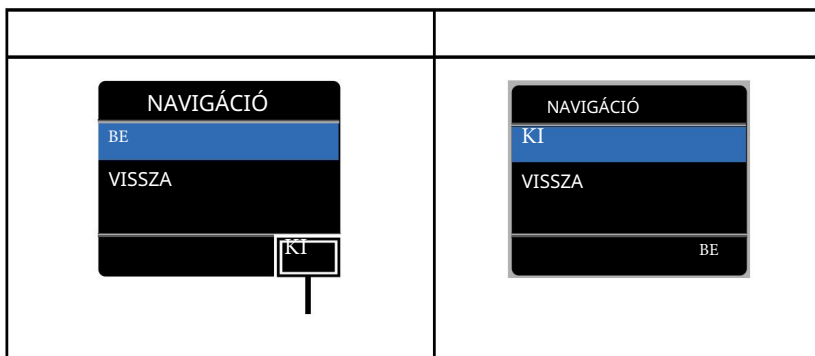 NAVIGÁCIÓ
BE
VISSZA
KI
NAVIGÁCIÓ
KI
VISSZA
BE